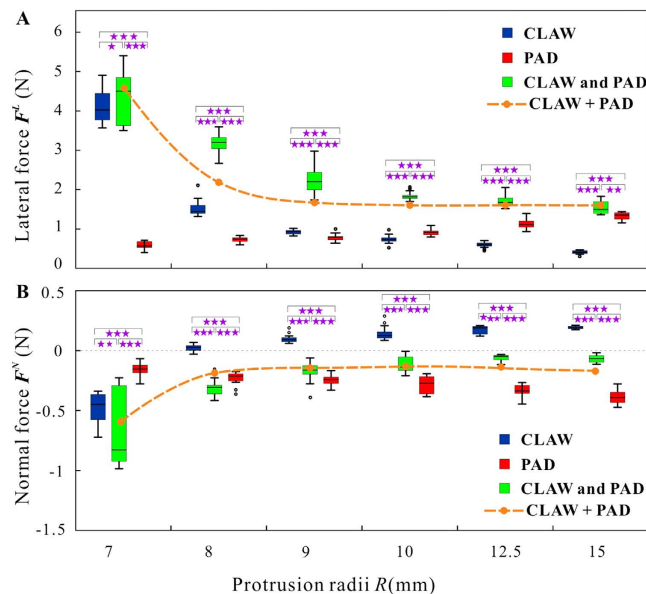 A
Lateral force F^L (N)
6
5
4
3
2
1
0
CLAW
PAD
CLAW and PAD
CLAW + PAD
★★★
★ ★★★
★★★
★★★ ★★★
★★★
★★★ ★★★
★★★
★★★ ★★★
★★★
★★★ ★★★
★★★
★★★ ★★
B
Normal force F^N (N)
0.5
0
-0.5
-1
-1.5
★★★
★★ ★★★
★★★
★★★ ★★★
★★★
★★★ ★★★
★★★
★★★ ★★★
★★★
★★★ ★★★
★★★
★★★ ★★★
CLAW
PAD
CLAW and PAD
CLAW + PAD
7 8 9 10 12.5 15
Protrusion radii R(mm)